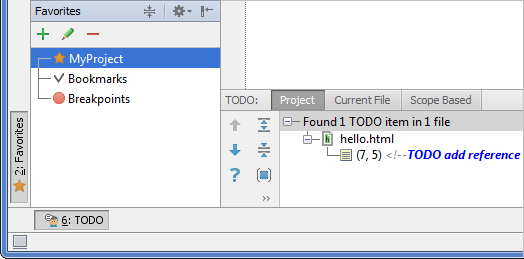 Favorites
MyProject
Bookmarks
Breakpoints
2: Favorites
TODO: Project Current File Scope Based
Found 1 TODO item in 1 file
h hello.html
(7, 5) <!--TODO add reference
?
>>
6: TODO